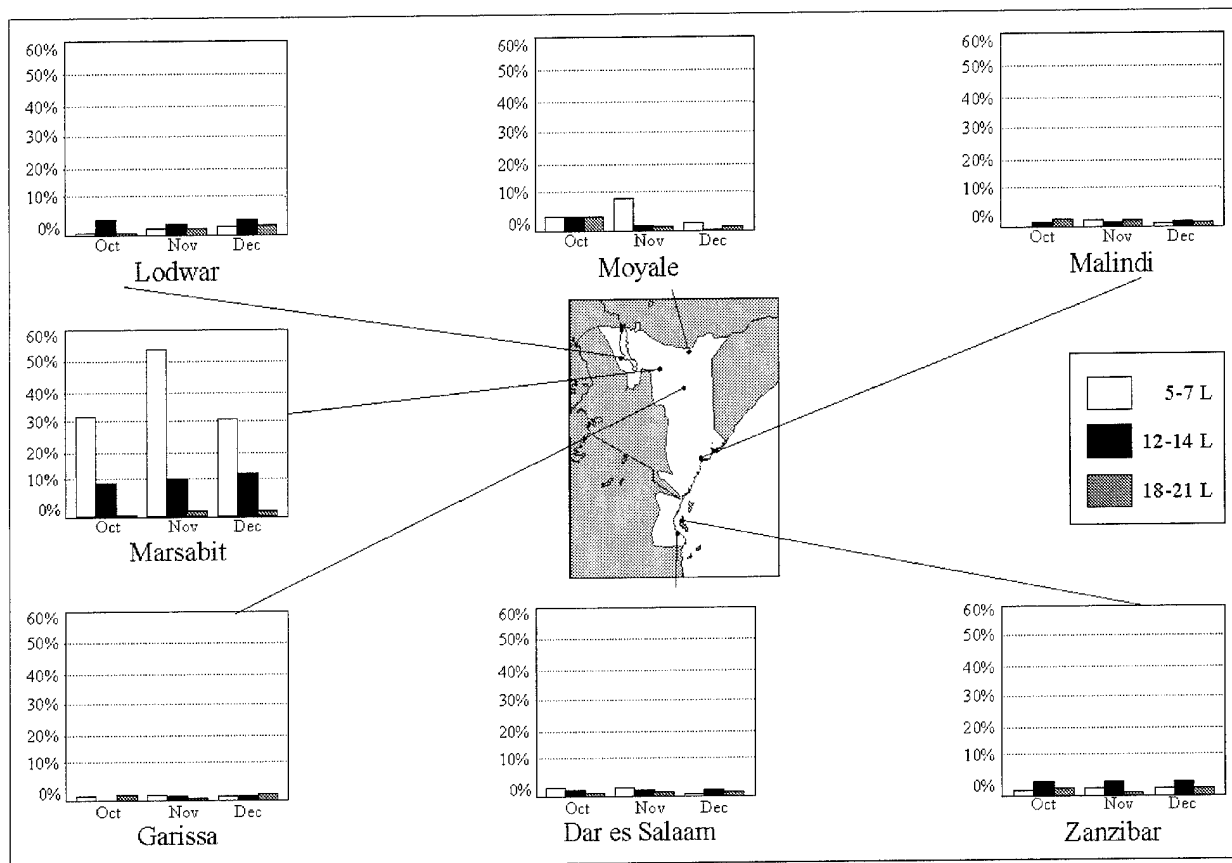 60%
50%
40%
30%
20%
10%
0%
Oct Nov Dec
Lodwar
60%
50%
40%
30%
20%
10%
0%
Oct Nov Dec
Moyale
60%
50%
40%
30%
20%
10%
0%
Oct Nov Dec
Malindi
60%
50%
40%
30%
20%
10%
0%
Oct Nov Dec
Marsabit
5-7 L
12-14 L
18-21 L
60%
50%
40%
30%
20%
10%
0%
Oct Nov Dec
Garissa
60%
50%
40%
30%
20%
10%
0%
Oct Nov Dec
Dar es Salaam
60%
50%
40%
30%
20%
10%
0%
Oct Nov Dec
Zanzibar